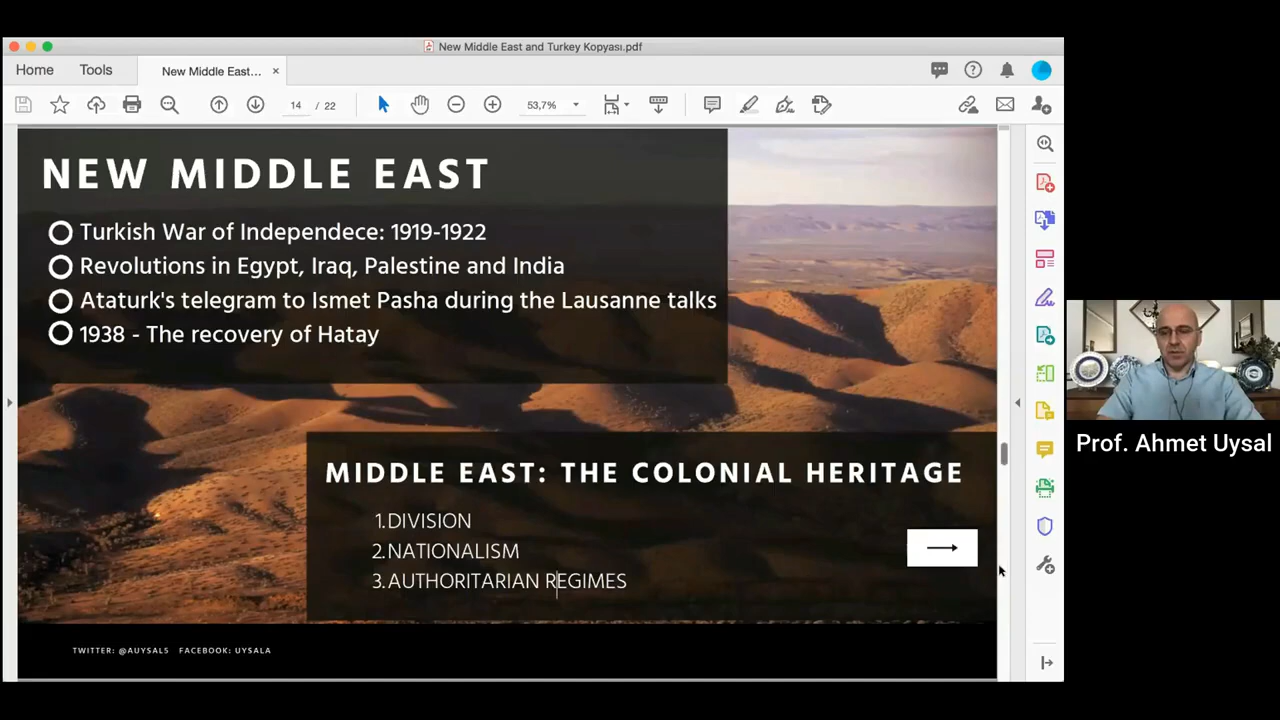 New Middle East and Turkey Kopyası.pdf
Home
Tools
New Middle East...
×
14 / 22
53,7%
NEW MIDDLE EAST
Turkish War of Independece: 1919-1922
Revolutions in Egypt, Iraq, Palestine and India
Ataturk's telegram to Ismet Pasha during the Lausanne talks
1938 - The recovery of Hatay
MIDDLE EAST: THE COLONIAL HERITAGE
1.DIVISION
2.NATIONALISM
3.AUTHORITARIAN REGIMES
TWITTER: @AUYSAL5 FACEBOOK: UYSALA
Prof. Ahmet Uysal